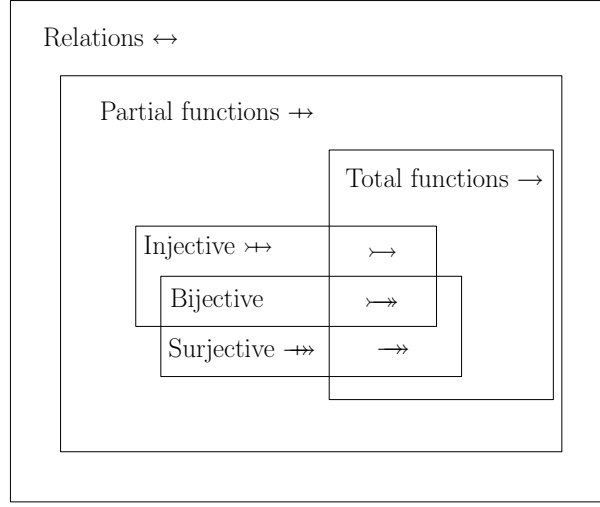 Relations ↔
Partial functions ⇸
Total functions →
Injective ⤔ ↣
Bijective ⤖
Surjective ⤀ ↠